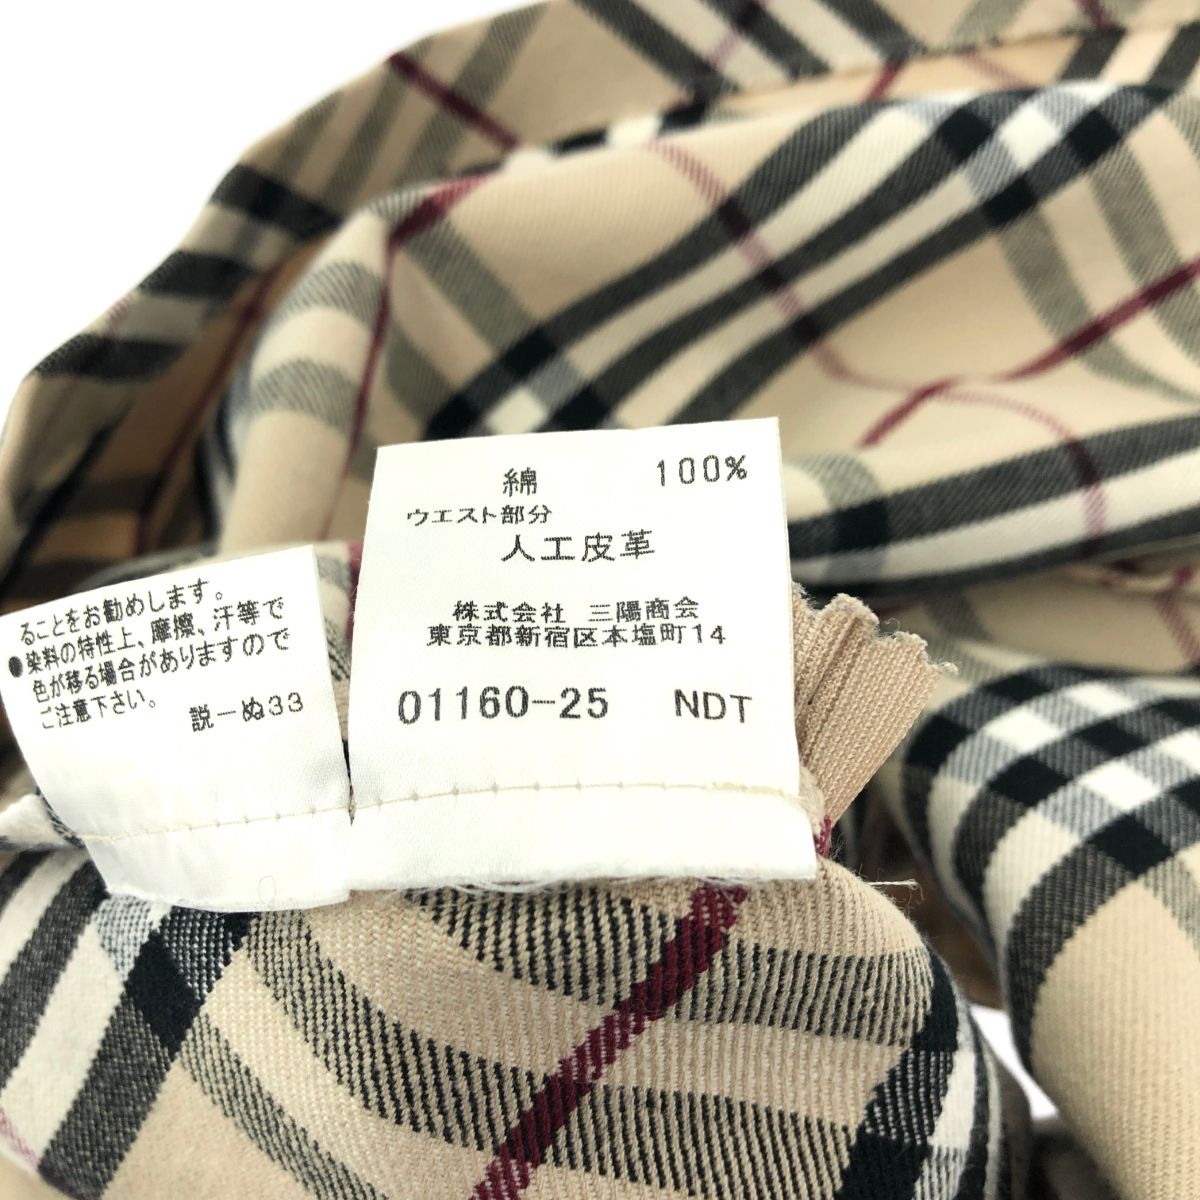 綿 100%
ウエスト部分
人工皮革
株式会社 三陽商会
東京都新宿区本塩町14
01160-25 NDT
ることをお勧めします。
●染料の特性上、摩擦、汗等で
色が移る場合がありますので
ご注意下さい。
説ーぬ33